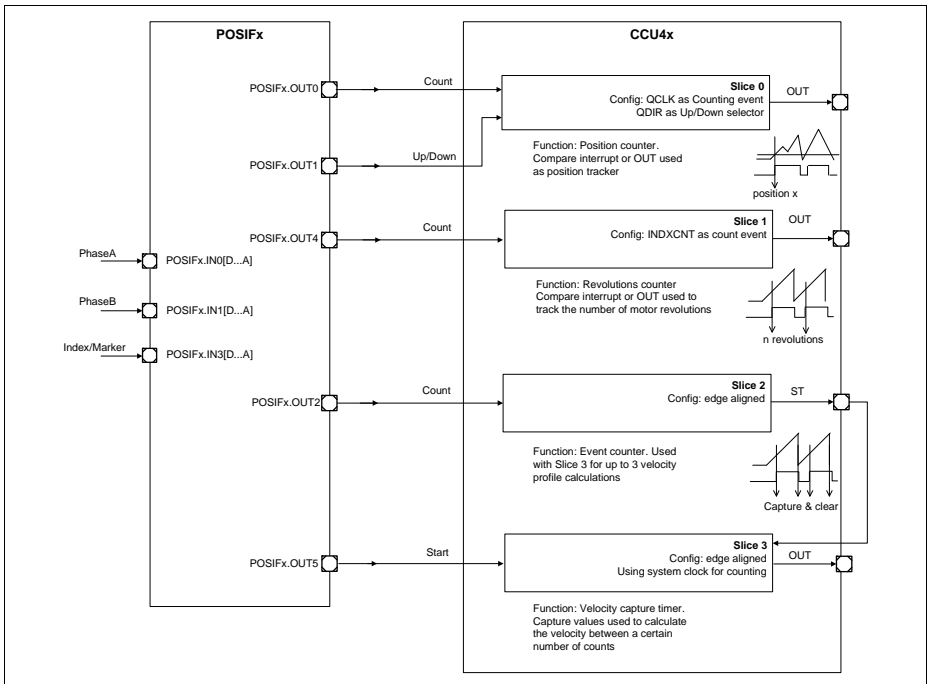 POSIFx
CCU4x
POSIFx.OUT0
Count
Slice 0
Config: QCLK as Counting event
QDIR as Up/Down selector
OUT
POSIFx.OUT1
Up/Down
Function: Position counter.
Compare interrupt or OUT used
as position tracker
position x
POSIFx.OUT4
Count
Slice 1
Config: INDXCNT as count event
OUT
PhaseA
POSIFx.IN0[D...A]
PhaseB
POSIFx.IN1[D...A]
Index/Marker
POSIFx.IN3[D...A]
Function: Revolutions counter
Compare interrupt or OUT used to
track the number of motor revolutions
n revolutions
POSIFx.OUT2
Count
Slice 2
Config: edge aligned
ST
Function: Event counter. Used
with Slice 3 for up to 3 velocity
profile calculations
Capture & clear
POSIFx.OUT5
Start
Slice 3
Config: edge aligned
Using system clock for counting
OUT
Function: Velocity capture timer.
Capture values used to calculate
the velocity between a certain
number of counts